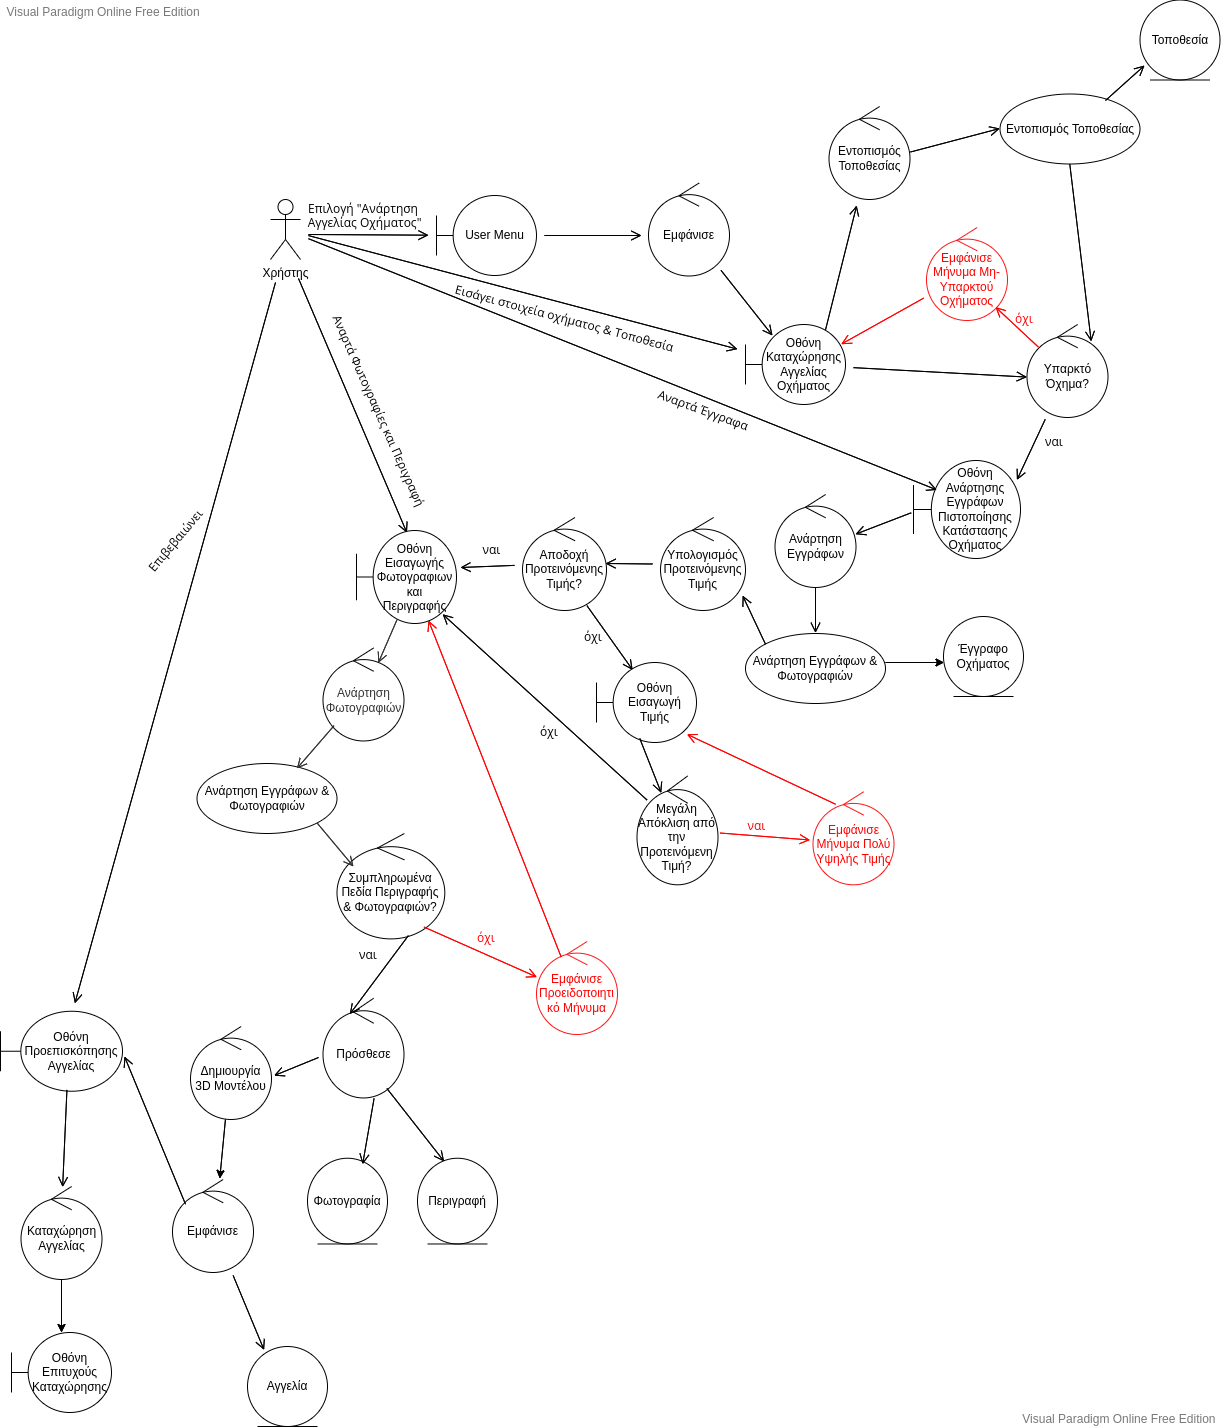 Visual Paradigm Online Free Edition
Τοποθεσία
Εντοπισμός Τοποθεσίας
Εντοπισμός
Τοποθεσίας
Επιλογή "Ανάρτηση
Αγγελίας Οχήματος"
User Menu
Εμφάνισε
Χρήστης
Εμφάνισε
Μήνυμα Μη-
Υπαρκτού
Οχήματος
όχι
Εισάγει στοιχεία οχήματος & Τοποθεσία
Οθόνη
Καταχώρησης
Αγγελίας
Οχήματος
Υπαρκτό
Όχημα?
Αναρτά Φωτογραφίες και Περιγραφή
Αναρτά Έγγραφα
ναι
Οθόνη
Ανάρτησης
Εγγράφων
Πιστοποίησης
Κατάστασης
Οχήματος
Επιβεβαιώνει
Ανάρτηση
Εγγράφων
Υπολογισμός
Προτεινόμενης
Τιμής
Αποδοχή
Προτεινόμενης
Τιμής?
ναι
Οθόνη
Εισαγωγής
Φωτογραφιων
και
Περιγραφής
όχι
Ανάρτηση Εγγράφων &
Φωτογραφιών
Έγγραφο
Οχήματος
Οθόνη
Εισαγωγή
Τιμής
Ανάρτηση
Φωτογραφιών
όχι
Ανάρτηση Εγγράφων &
Φωτογραφιών
Μεγάλη
Απόκλιση από
την
Προτεινόμενη
Τιμή?
ναι
Εμφάνισε
Μήνυμα Πολύ
Υψηλής Τιμής
Συμπληρωμένα
Πεδία Περιγραφής
& Φωτογραφιών?
όχι
ναι
Εμφάνισε
Προειδοποιητι
κό Μήνυμα
Οθόνη
Προεπισκόπησης
Αγγελίας
Δημιουργία
3D Μοντέλου
Πρόσθεσε
Φωτογραφία
Περιγραφή
Καταχώρηση
Αγγελίας
Εμφάνισε
Οθόνη
Επιτυχούς
Καταχώρησης
Αγγελία
Visual Paradigm Online Free Edition